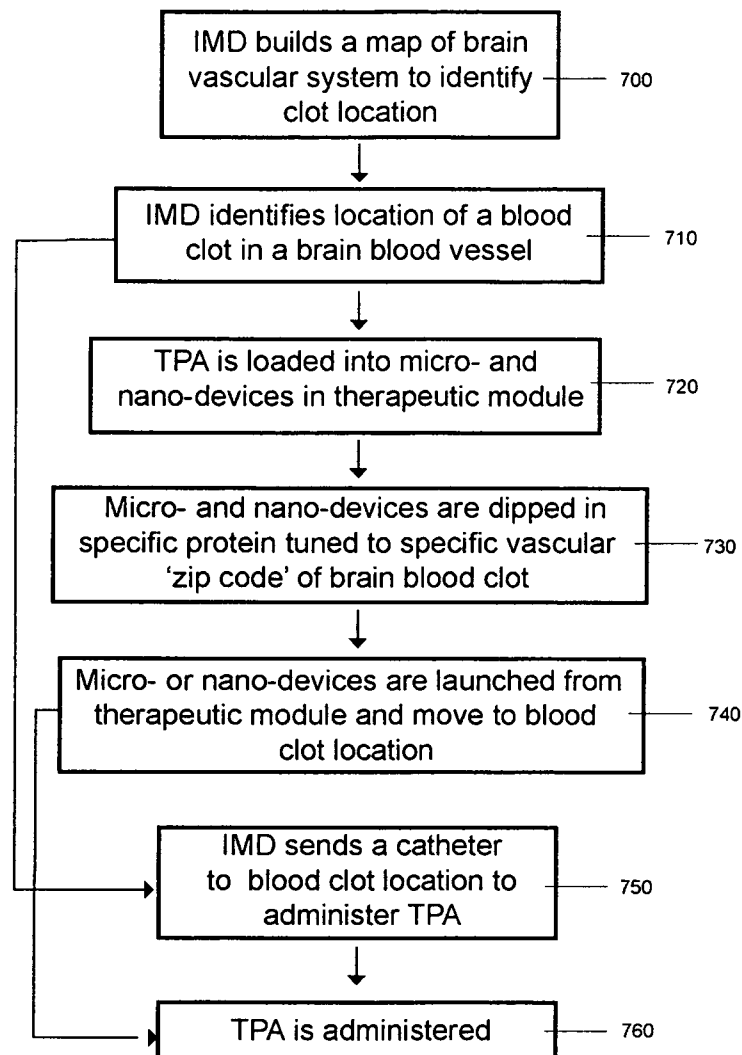 IMD builds a map of brain
vascular system to identify
clot location
700
IMD identifies location of a blood
clot in a brain blood vessel
710
TPA is loaded into micro- and
nano-devices in therapeutic module
720
Micro- and nano-devices are dipped in
specific protein tuned to specific vascular
'zip code' of brain blood clot
730
Micro- or nano-devices are launched from
therapeutic module and move to blood
clot location
740
IMD sends a catheter
to blood clot location to
administer TPA
750
TPA is administered
760